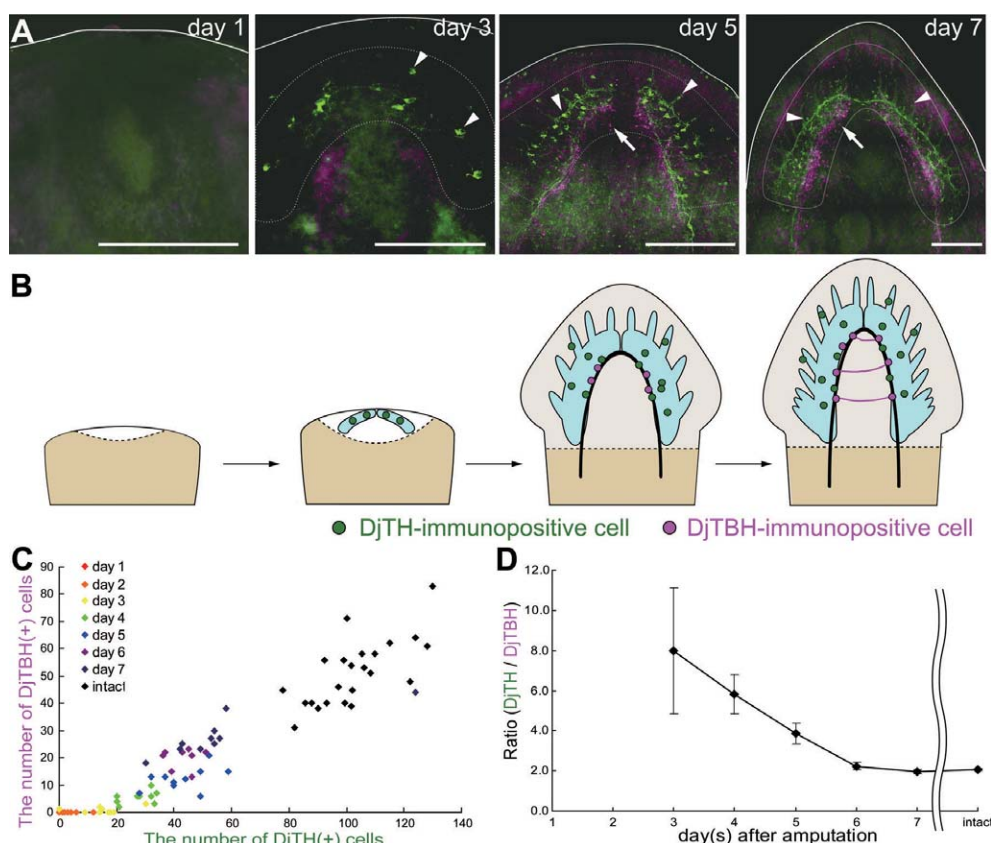 A
day 1
day 3
day 5
day 7
B
DjTH-immunopositive cell
DjTBH-immunopositive cell
C
The number of DjTBH(+) cells
90
80
70
60
50
40
30
20
10
0
day 1
day 2
day 3
day 4
day 5
day 6
day 7
intact
0 20 40 60 80 100 120 140
The number of DjTH(+) cells
D
Ratio (DjTH / DjTBH)
12.0
10.0
8.0
6.0
4.0
2.0
0.0
1 2 3 4 5 6 7 intact
day(s) after amputation